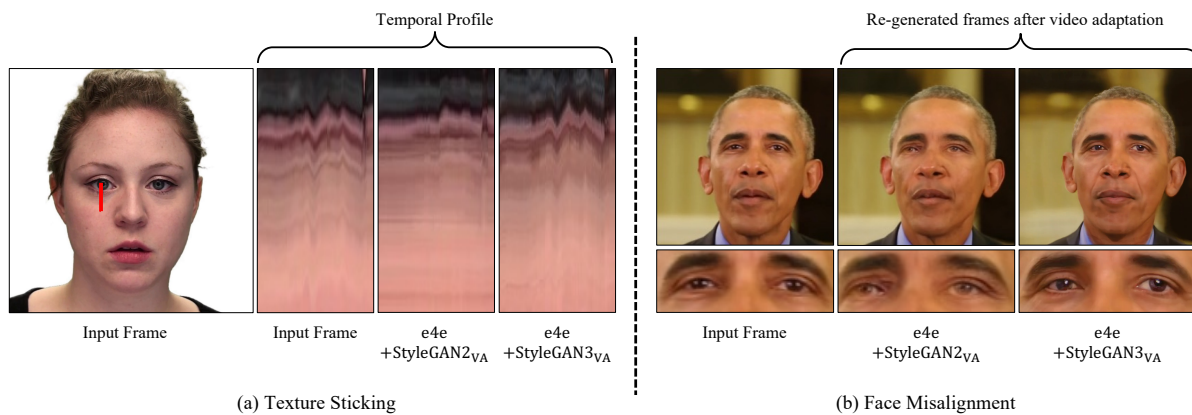 Temporal Profile
Re-generated frames after video adaptation
Input Frame
Input Frame
e4e
+StyleGAN2VA
e4e
+StyleGAN3VA
Input Frame
e4e
+StyleGAN2VA
e4e
+StyleGAN3VA
(a) Texture Sticking
(b) Face Misalignment